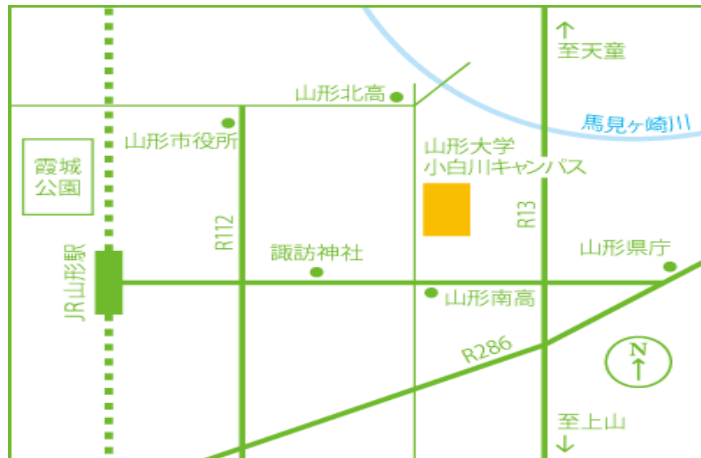 至天童
山形北高
馬見ヶ崎川
山形市役所
山形大学
小白川キャンパス
霞城
公園
R112
R13
諏訪神社
山形県庁
JR山形駅
山形南高
R286
N
至上山